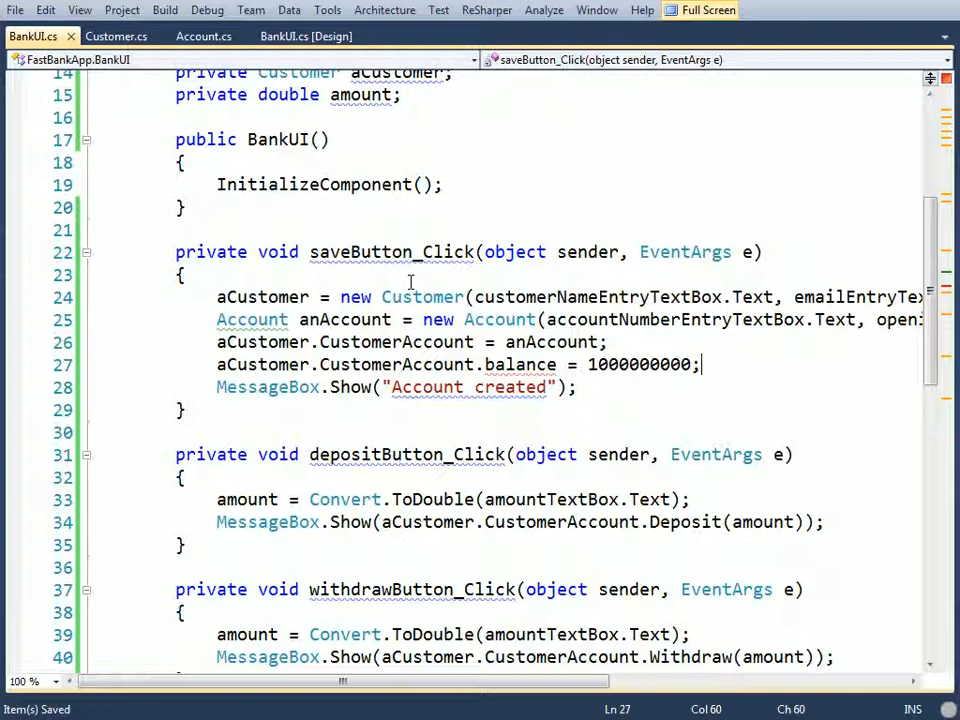 File Edit View Project Build Debug Team Data Tools Architecture Test ReSharper Analyze Window Help Full Screen
BankUI.cs Customer.cs Account.cs BankUI.cs [Design]
FastBankApp.BankUI saveButton_Click(object sender, EventArgs e)
14 private Customer aCustomer;
15 private double amount;
16
17 public BankUI()
18 {
19 InitializeComponent();
20 }
21
22 private void saveButton_Click(object sender, EventArgs e)
23 {
24 aCustomer = new Customer(customerNameEntryTextBox.Text, emailEntryTex
25 Account anAccount = new Account(accountNumberEntryTextBox.Text, openi
26 aCustomer.CustomerAccount = anAccount;
27 aCustomer.CustomerAccount.balance = 1000000000;
28 MessageBox.Show("Account created");
29 }
30
31 private void depositButton_Click(object sender, EventArgs e)
32 {
33 amount = Convert.ToDouble(amountTextBox.Text);
34 MessageBox.Show(aCustomer.CustomerAccount.Deposit(amount));
35 }
36
37 private void withdrawButton_Click(object sender, EventArgs e)
38 {
39 amount = Convert.ToDouble(amountTextBox.Text);
40 MessageBox.Show(aCustomer.CustomerAccount.Withdraw(amount));
100 %
Item(s) Saved Ln 27 Col 60 Ch 60 INS